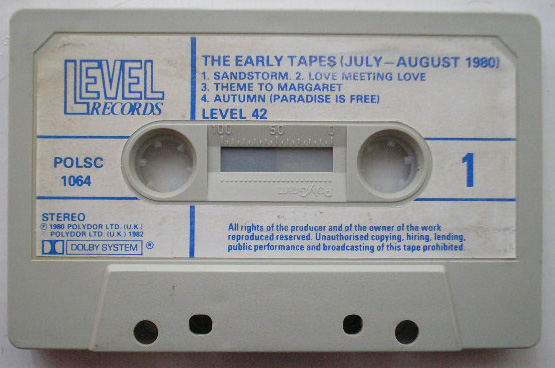 LEVEL
RECORDS
THE EARLY TAPES (JULY—AUGUST 1980)
1. SANDSTORM. 2. LOVE MEETING LOVE
3. THEME TO MARGARET
4. AUTUMN (PARADISE IS FREE)
LEVEL 42
100 50 0
PolyGram
POLSC
1064
1
STEREO
Ⓟ 1980 POLYDOR LTD. (U.K.)
POLYDOR LTD. (U.K.) 1982
DOLBY SYSTEM ®
All rights of the producer and of the owner of the work
reproduced reserved. Unauthorised copying, hiring, lending,
public performance and broadcasting of this tape prohibited.